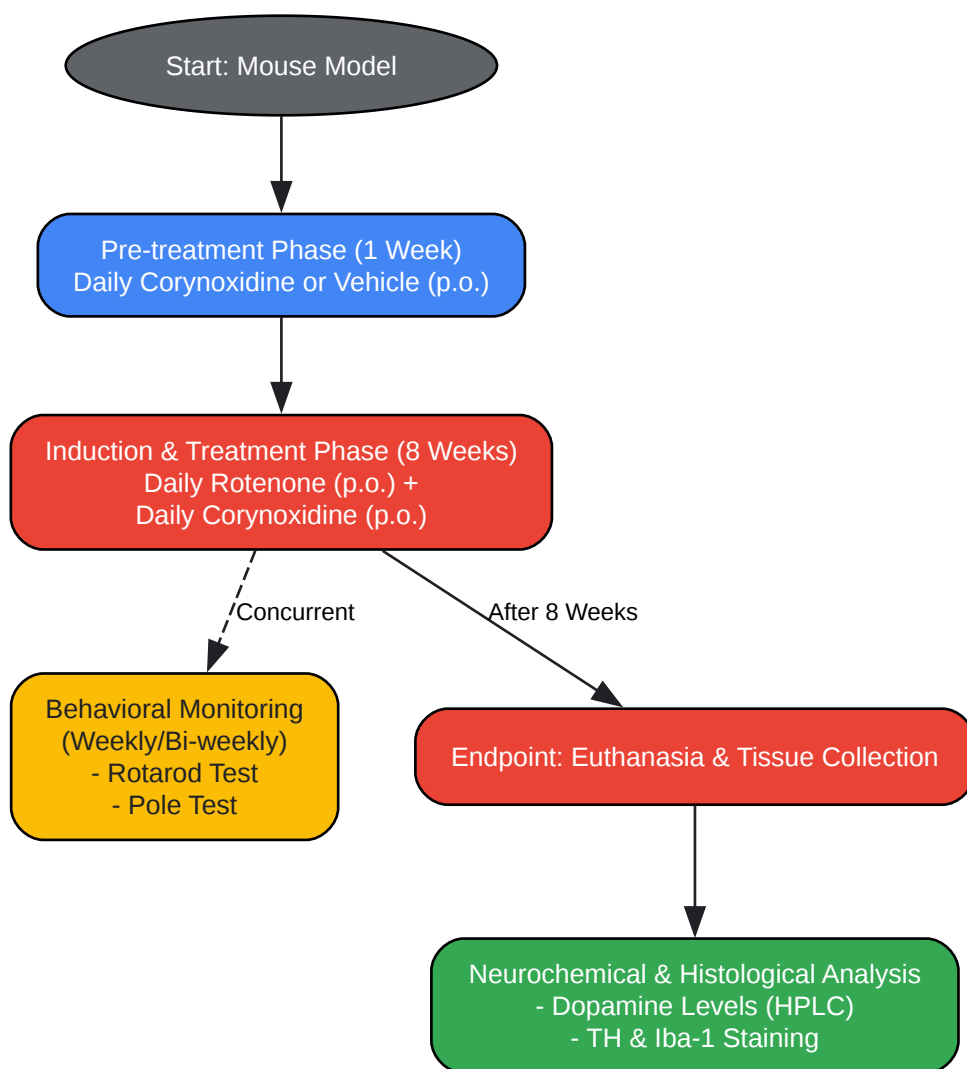 Start: Mouse Model
Pre-treatment Phase (1 Week)
Daily Corynoxidine or Vehicle (p.o.)
Induction & Treatment Phase (8 Weeks)
Daily Rotenone (p.o.) +
Daily Corynoxidine (p.o.)
Concurrent
After 8 Weeks
Behavioral Monitoring
(Weekly/Bi-weekly)
- Rotarod Test
- Pole Test
Endpoint: Euthanasia & Tissue Collection
Neurochemical & Histological Analysis
- Dopamine Levels (HPLC)
- TH & Iba-1 Staining